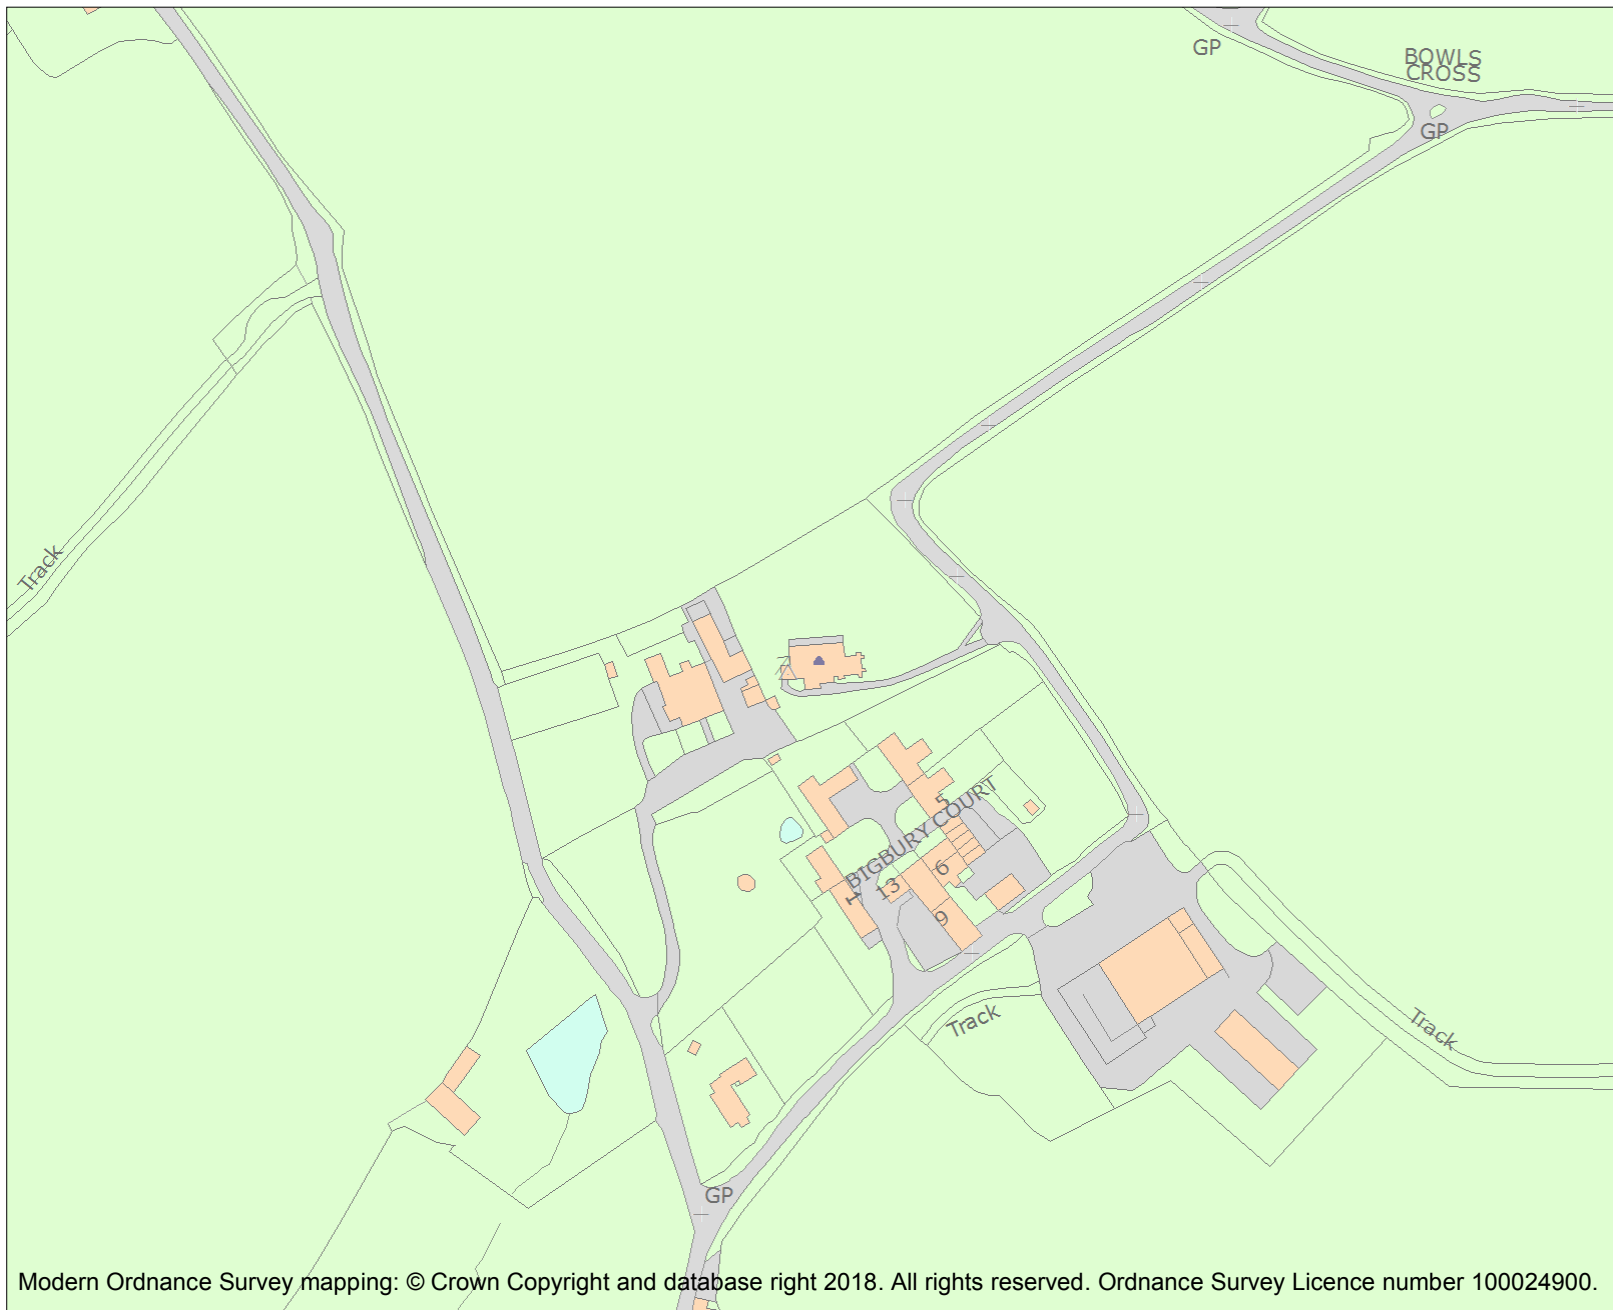 GP
BOWLS
CROSS
GP
Track
BIGBURY COURT
5
6
13
1
9
Track
Track
GP
Modern Ordnance Survey mapping: © Crown Copyright and database right 2018. All rights reserved. Ordnance Survey Licence number 100024900.